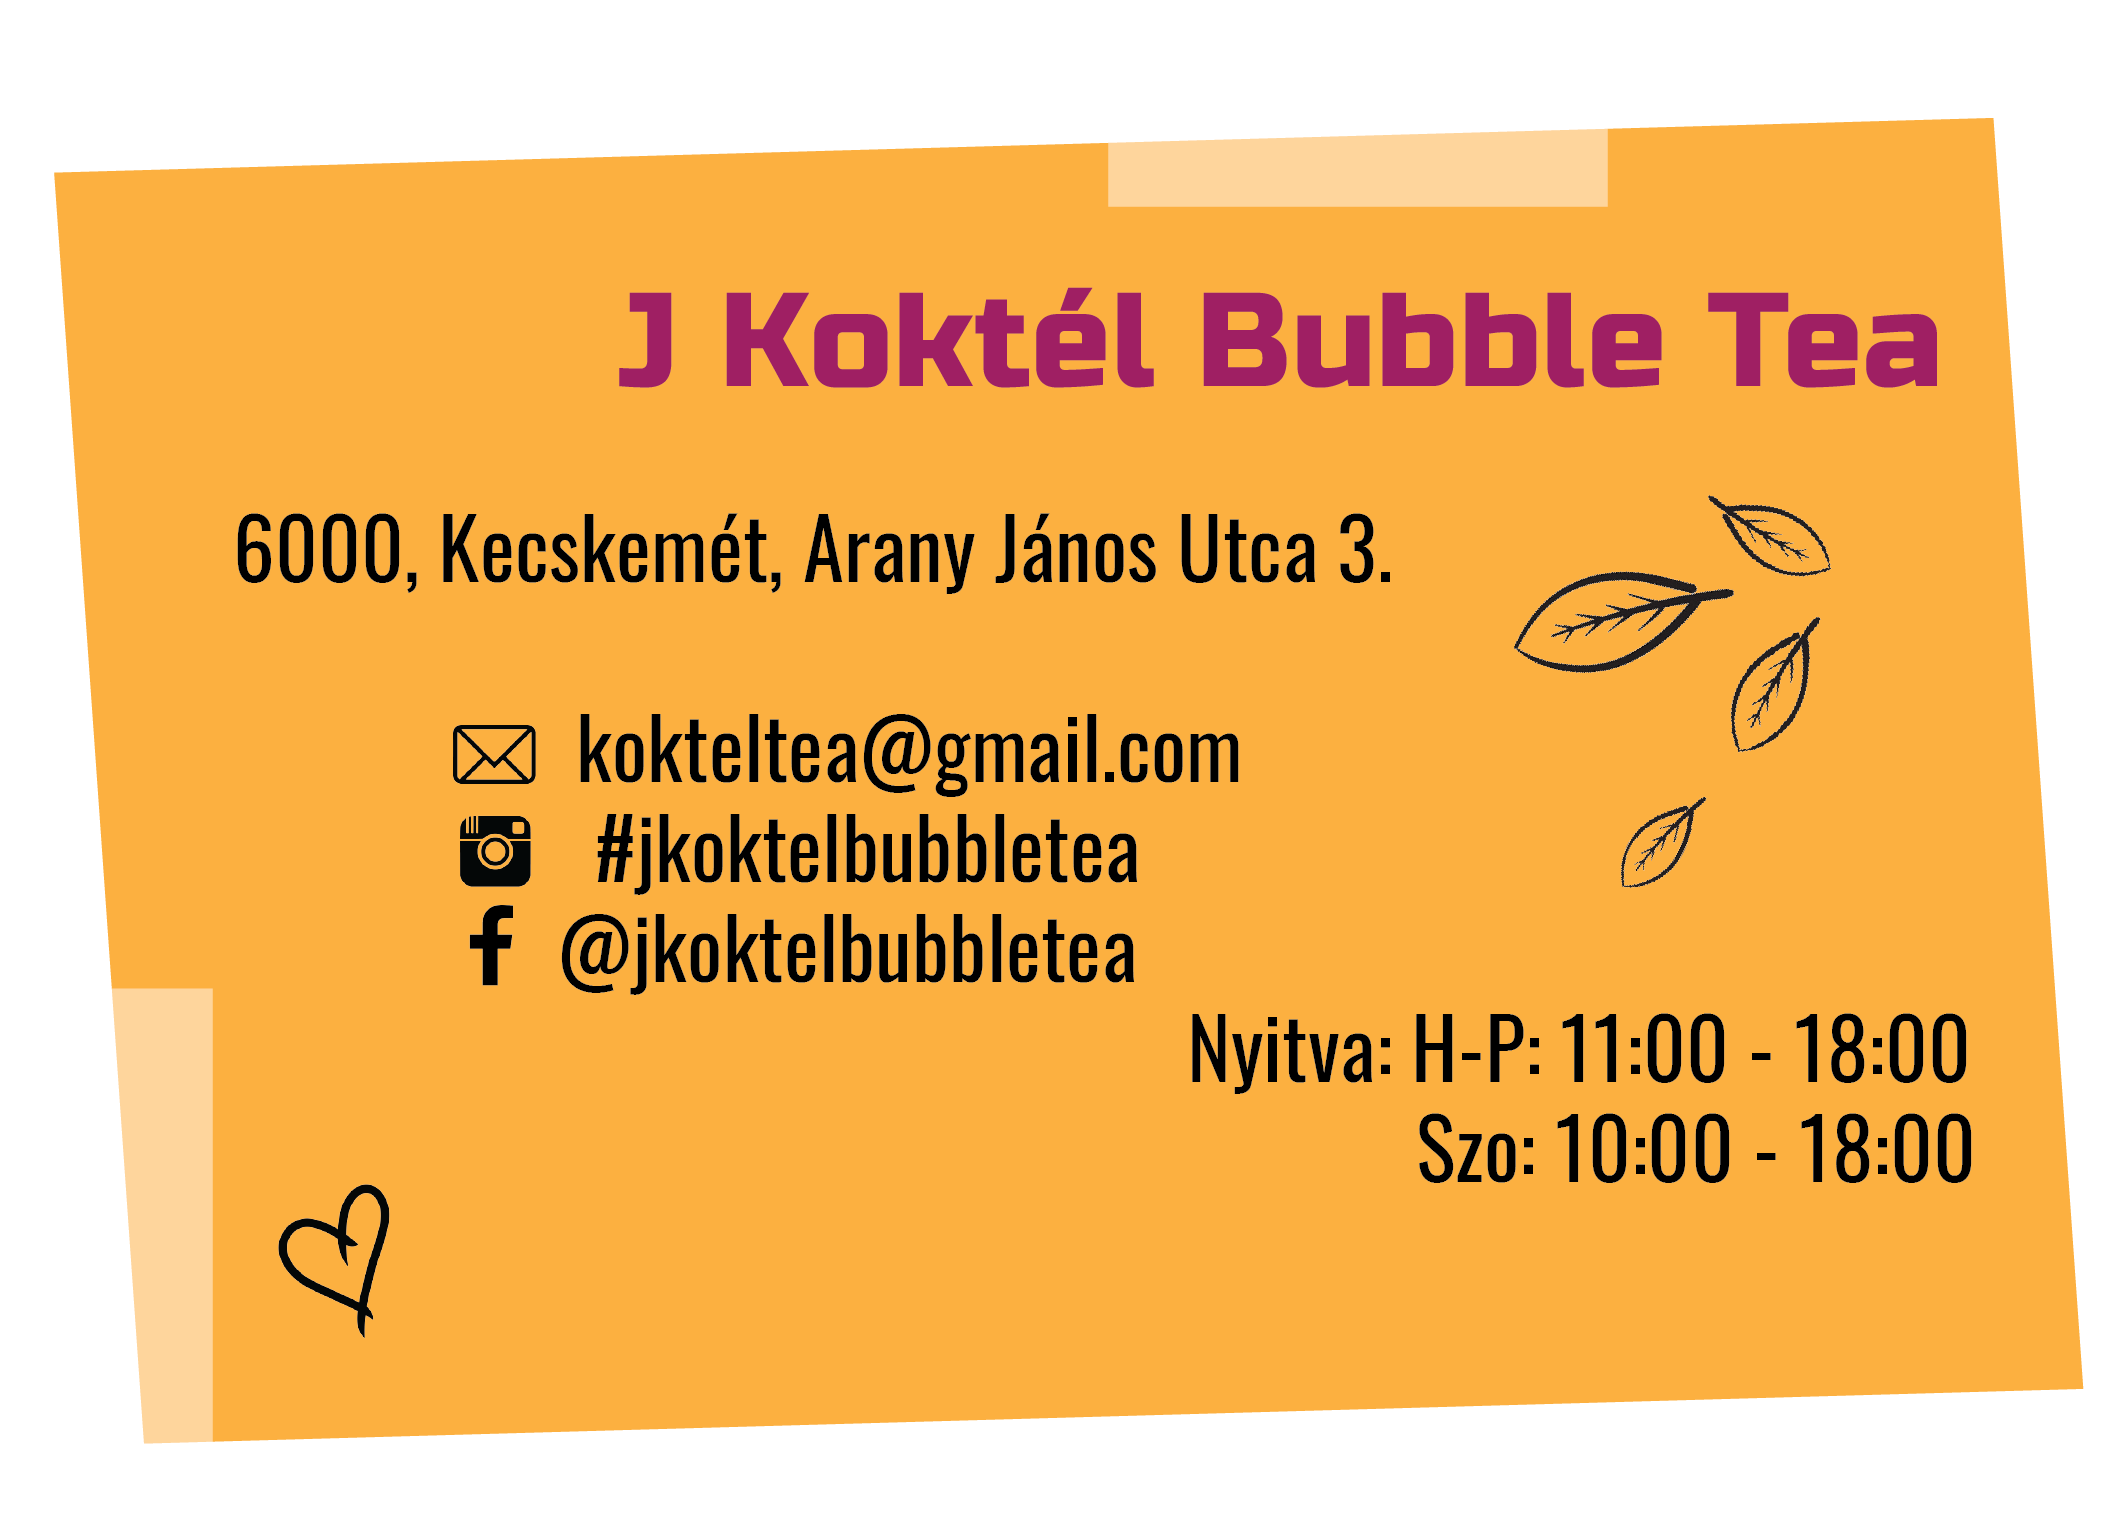 J Koktél Bubble Tea
6000, Kecskemét, Arany János Utca 3.
kokteltea@gmail.com
#jkoktelbubbletea
@jkoktelbubbletea
Nyitva: H-P: 11:00 - 18:00
Szo: 10:00 - 18:00